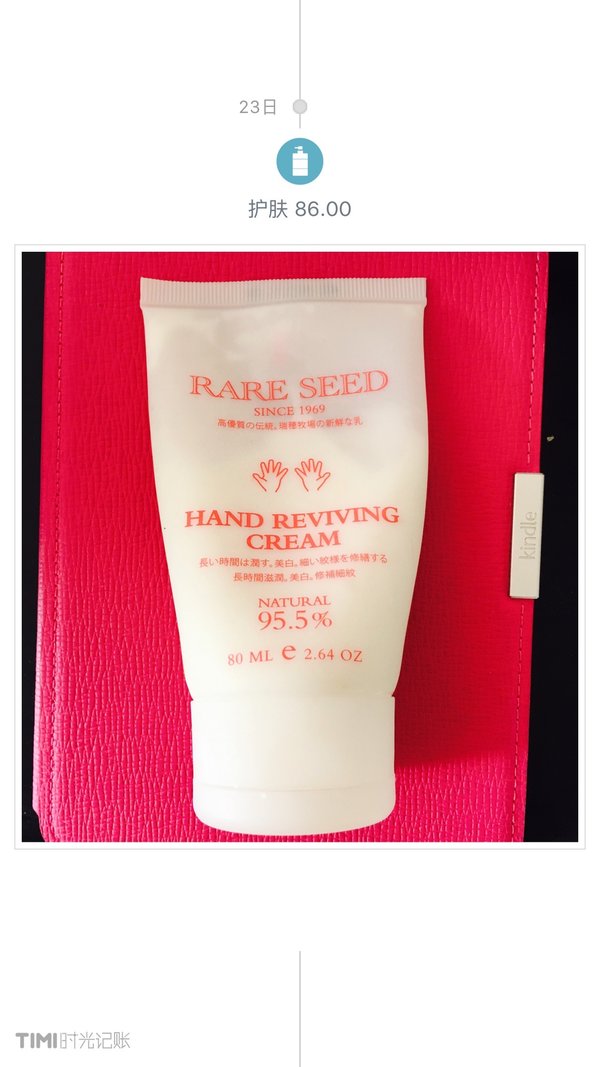 23日
护肤 86.00
RARE SEED
SINCE 1969
高優質の伝統。瑞穂牧場の新鮮な乳
HAND REVIVING
CREAM
長い時間は潤す。美白。細い紋様を修繕する
長時間滋潤。美白。修補細紋
NATURAL
95.5%
80 ML e 2.64 OZ
kindle
TIMI时光记账